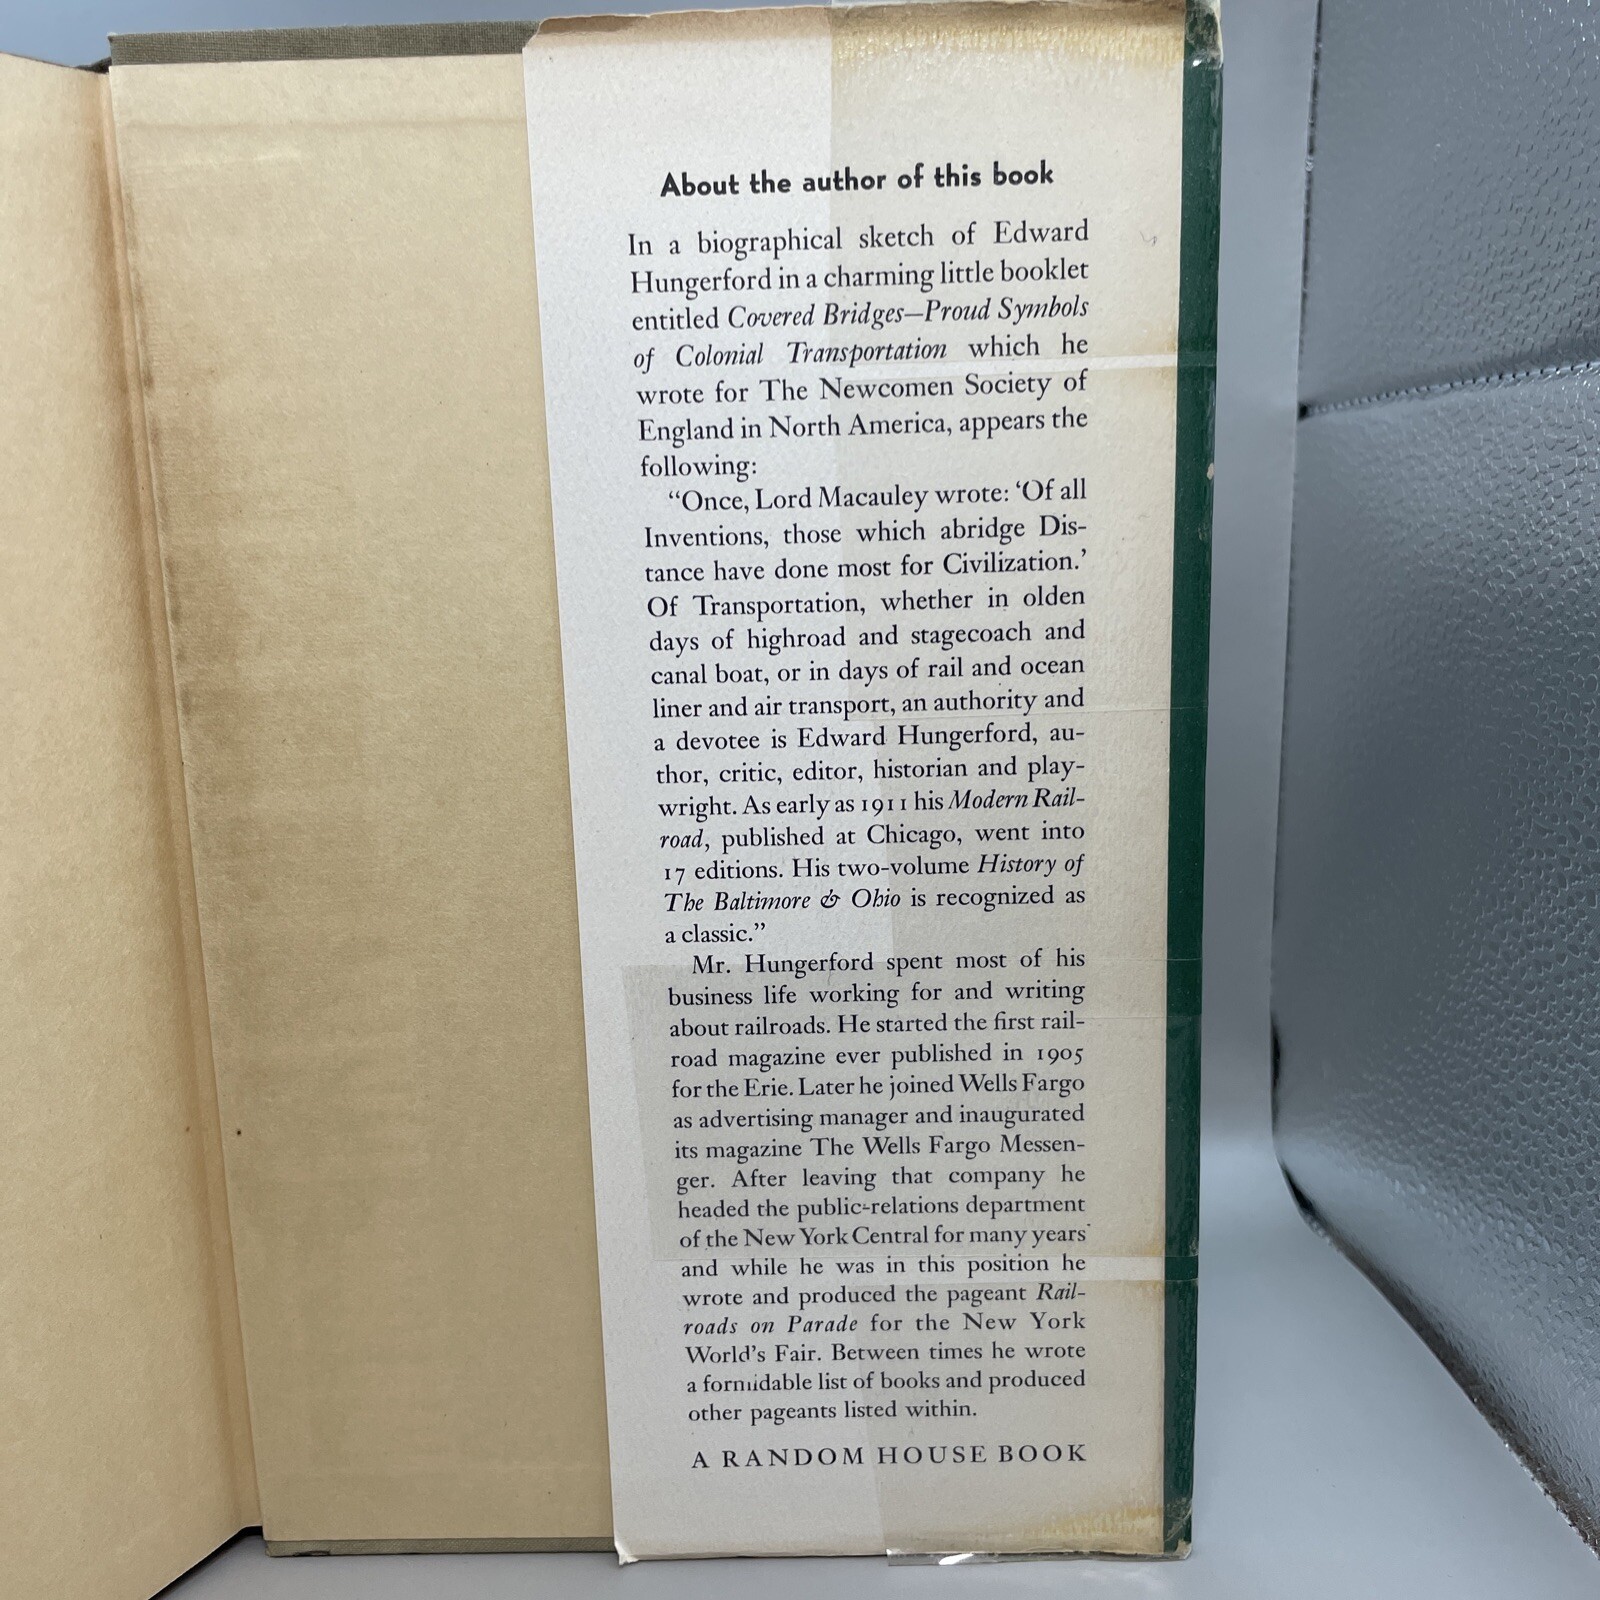 About the author of this book
In a biographical sketch of Edward
Hungerford in a charming little booklet
entitled Covered Bridges—Proud Symbols
of Colonial Transportation which he
wrote for The Newcomen Society of
England in North America, appears the
following:
“Once, Lord Macauley wrote: ‘Of all
Inventions, those which abridge Dis-
tance have done most for Civilization.’
Of Transportation, whether in olden
days of highroad and stagecoach and
canal boat, or in days of rail and ocean
liner and air transport, an authority and
a devotee is Edward Hungerford, au-
thor, critic, editor, historian and play-
wright. As early as 1911 his Modern Rail-
road, published at Chicago, went into
17 editions. His two-volume History of
The Baltimore & Ohio is recognized as
a classic.”
Mr. Hungerford spent most of his
business life working for and writing
about railroads. He started the first rail-
road magazine ever published in 1905
for the Erie. Later he joined Wells Fargo
as advertising manager and inaugurated
its magazine The Wells Fargo Messen-
ger. After leaving that company he
headed the public-relations department
of the New York Central for many years
and while he was in this position he
wrote and produced the pageant Rail-
roads on Parade for the New York
World’s Fair. Between times he wrote
a formidable list of books and produced
other pageants listed within.
A RANDOM HOUSE BOOK